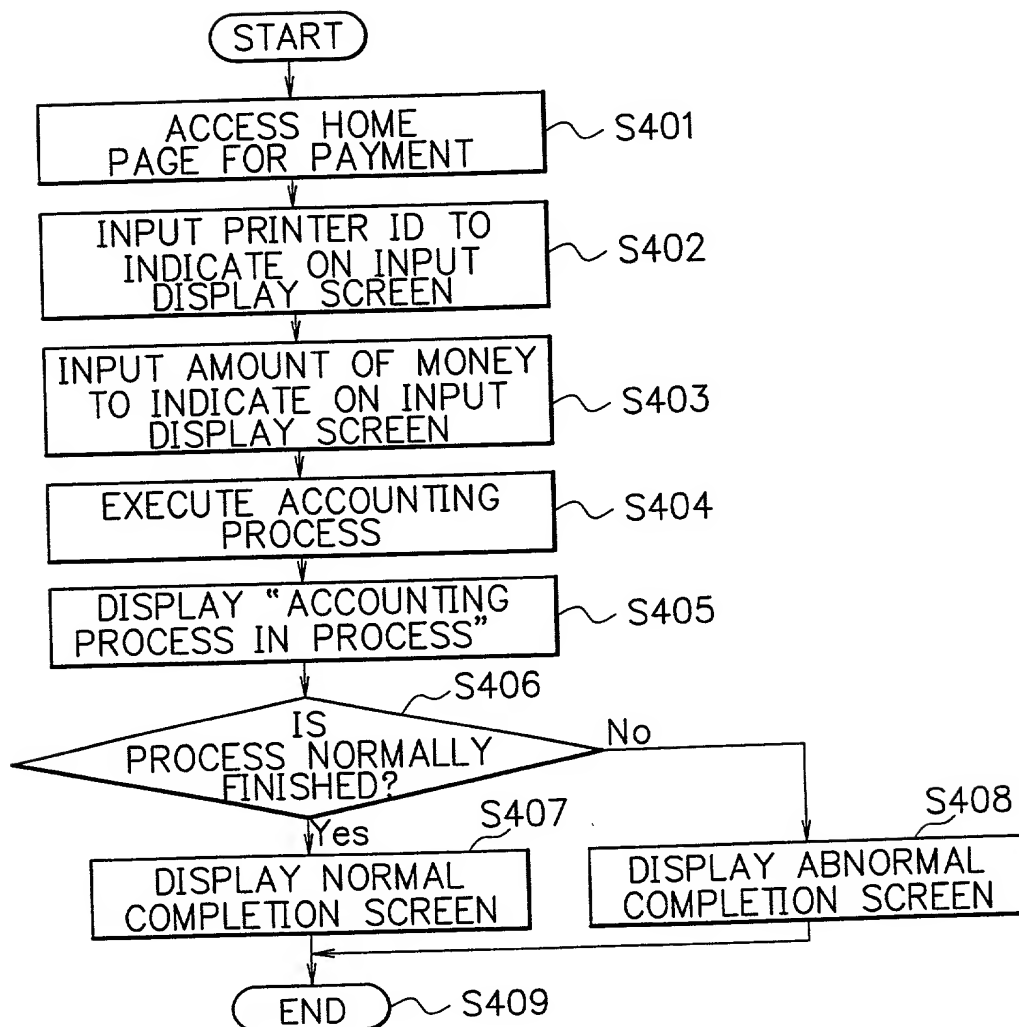 START
ACCESS HOME
PAGE FOR PAYMENT
S401
INPUT PRINTER ID TO
INDICATE ON INPUT
DISPLAY SCREEN
S402
INPUT AMOUNT OF MONEY
TO INDICATE ON INPUT
DISPLAY SCREEN
S403
EXECUTE ACCOUNTING
PROCESS
S404
DISPLAY “ACCOUNTING
PROCESS IN PROCESS”
S405
S406
IS
PROCESS NORMALLY
FINISHED?
No
Yes
S407
DISPLAY NORMAL
COMPLETION SCREEN
S408
DISPLAY ABNORMAL
COMPLETION SCREEN
END
S409